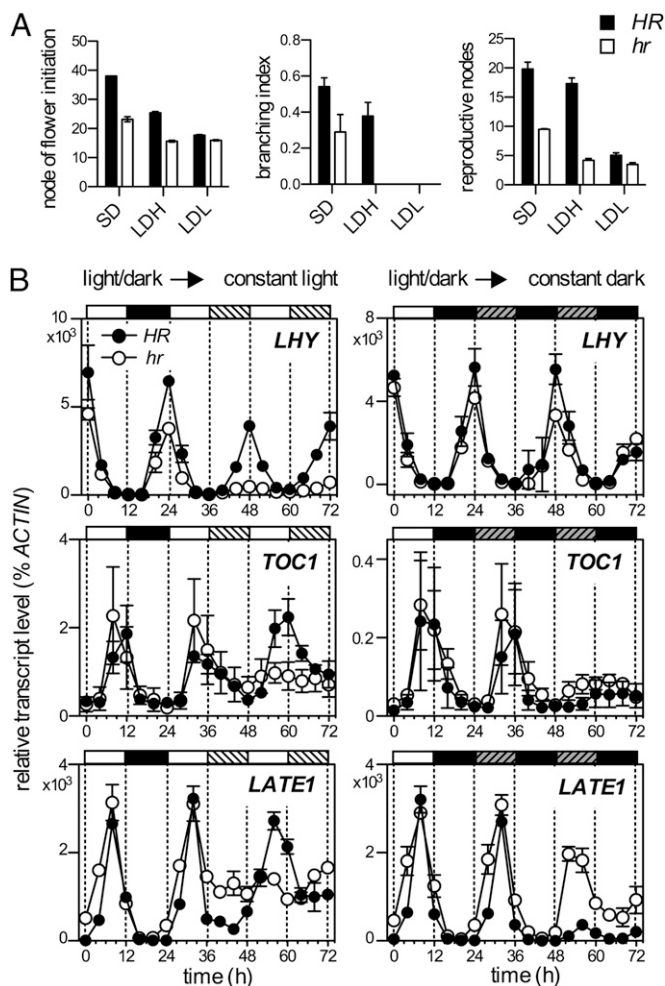 A
HR
hr
node of flower initiation
50
40
30
20
10
0
SD
LDH
LDL
branching index
0.8
0.6
0.4
0.2
0.0
SD
LDH
LDL
reproductive nodes
25
20
15
10
5
0
SD
LDH
LDL
B
light/dark constant light
light/dark constant dark
relative transcript level (% ACTIN)
10
x10³
5
0
HR
hr
LHY
8
x10³
4
0
LHY
4
2
0
TOC1
0.4
0.2
0
TOC1
4
x10³
2
0
LATE1
0 12 24 36 48 60 72
time (h)
4
x10³
2
0
LATE1
0 12 24 36 48 60 72
time (h)